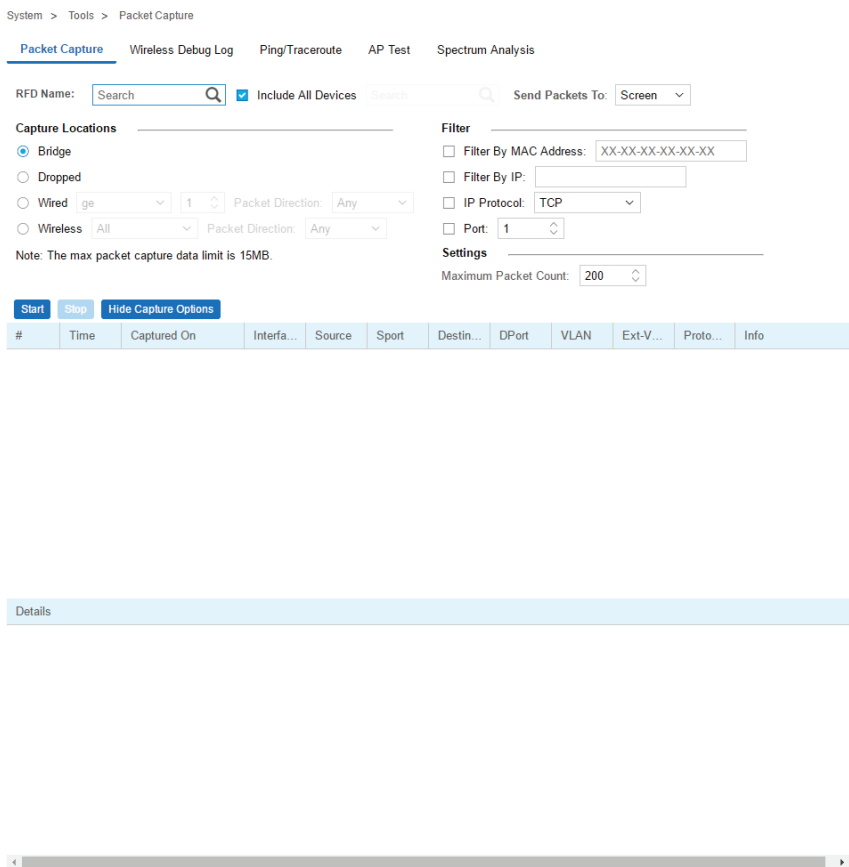 System > Tools > Packet Capture
Packet Capture Wireless Debug Log Ping/Traceroute AP Test Spectrum Analysis
RFD Name: Search Include All Devices Search Send Packets To: Screen
Capture Locations Filter
Bridge Filter By MAC Address: XX-XX-XX-XX-XX-XX
Dropped Filter By IP:
Wired ge 1 Packet Direction: Any IP Protocol: TCP
Wireless All Packet Direction: Any Port: 1
Note: The max packet capture data limit is 15MB. Settings
Maximum Packet Count: 200
Start Stop Hide Capture Options
# Time Captured On Interfa... Source Sport Destin... DPort VLAN Ext-V... Proto... Info
Details